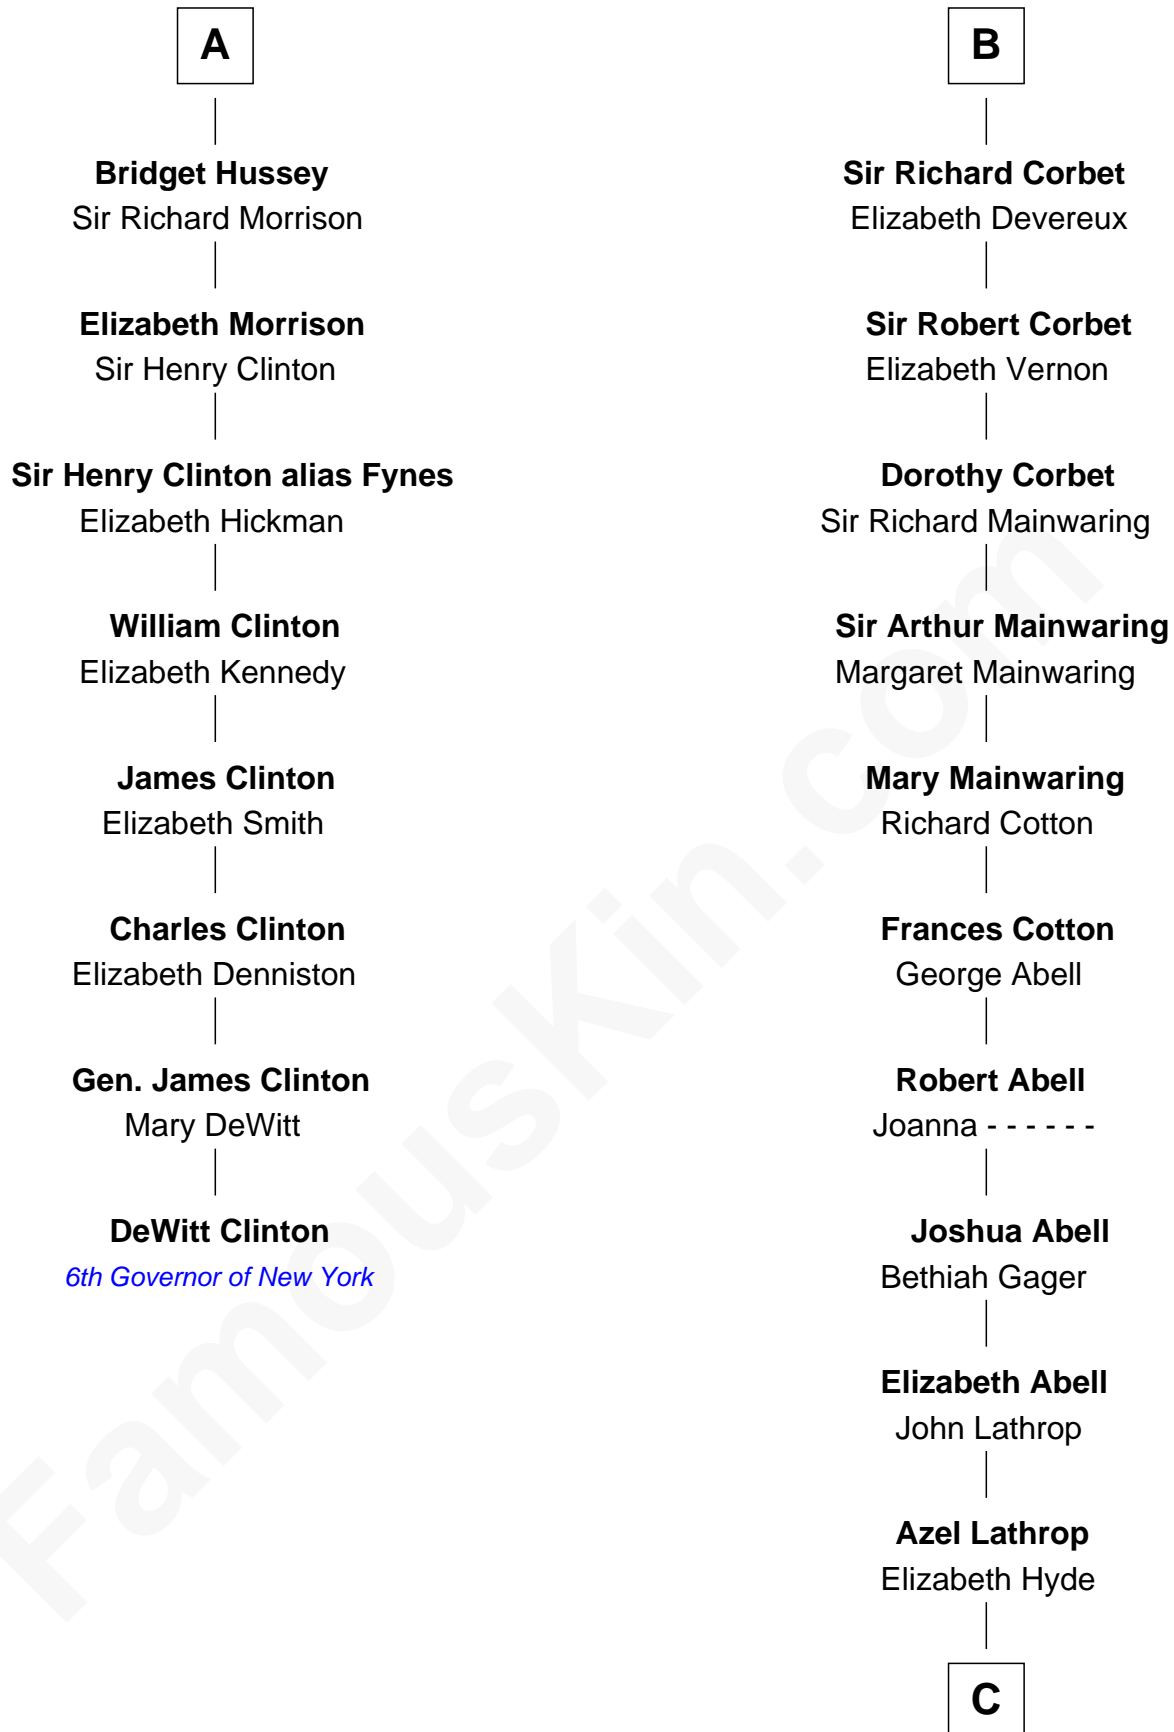 A
Bridget Hussey
Sir Richard Morrison
Elizabeth Morrison
Sir Henry Clinton
Sir Henry Clinton alias Fynes
Elizabeth Hickman
William Clinton
Elizabeth Kennedy
James Clinton
Elizabeth Smith
Charles Clinton
Elizabeth Denniston
Gen. James Clinton
Mary DeWitt
DeWitt Clinton
6th Governor of New York
B
Sir Richard Corbet
Elizabeth Devereux
Sir Robert Corbet
Elizabeth Vernon
Dorothy Corbet
Sir Richard Mainwaring
Sir Arthur Mainwaring
Margaret Mainwaring
Mary Mainwaring
Richard Cotton
Frances Cotton
George Abell
Robert Abell
Joanna - - - - - -
Joshua Abell
Bethiah Gager
Elizabeth Abell
John Lathrop
Azel Lathrop
Elizabeth Hyde
C
FamousKin.com